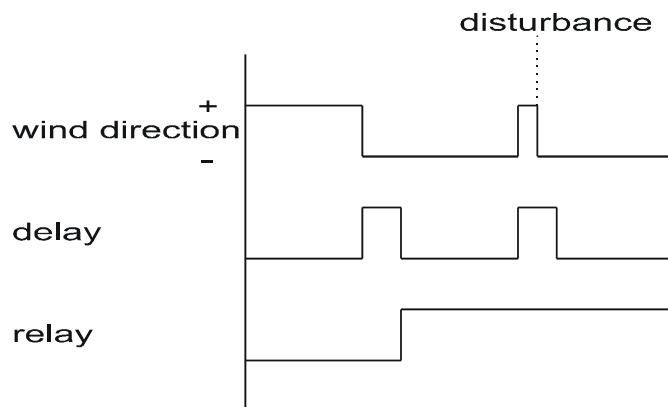 disturbance
+
wind direction
-
delay
relay